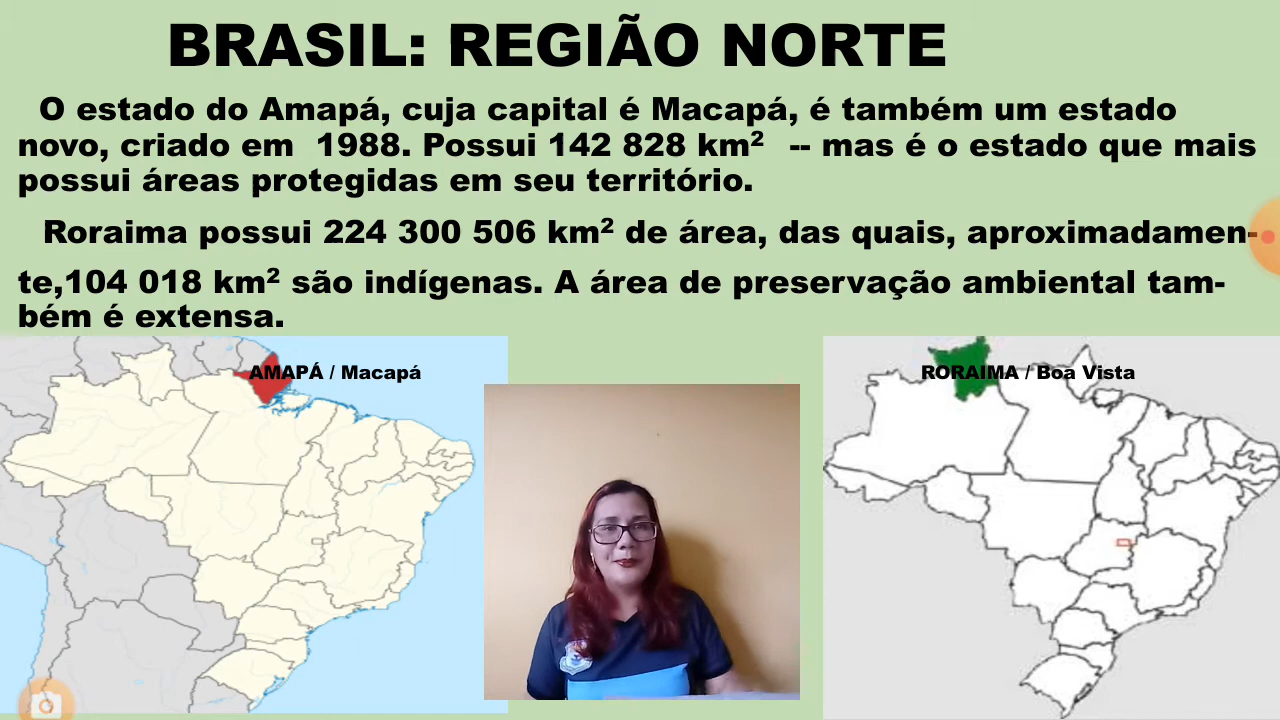 BRASIL: REGIÃO NORTE
O estado do Amapá, cuja capital é Macapá, é também um estado
novo, criado em 1988. Possui 142 828 km² -- mas é o estado que mais
possui áreas protegidas em seu território.
Roraima possui 224 300 506 km² de área, das quais, aproximadamen-
te,104 018 km² são indígenas. A área de preservação ambiental tam-
bém é extensa.
AMAPÁ / Macapá
RORAIMA / Boa Vista